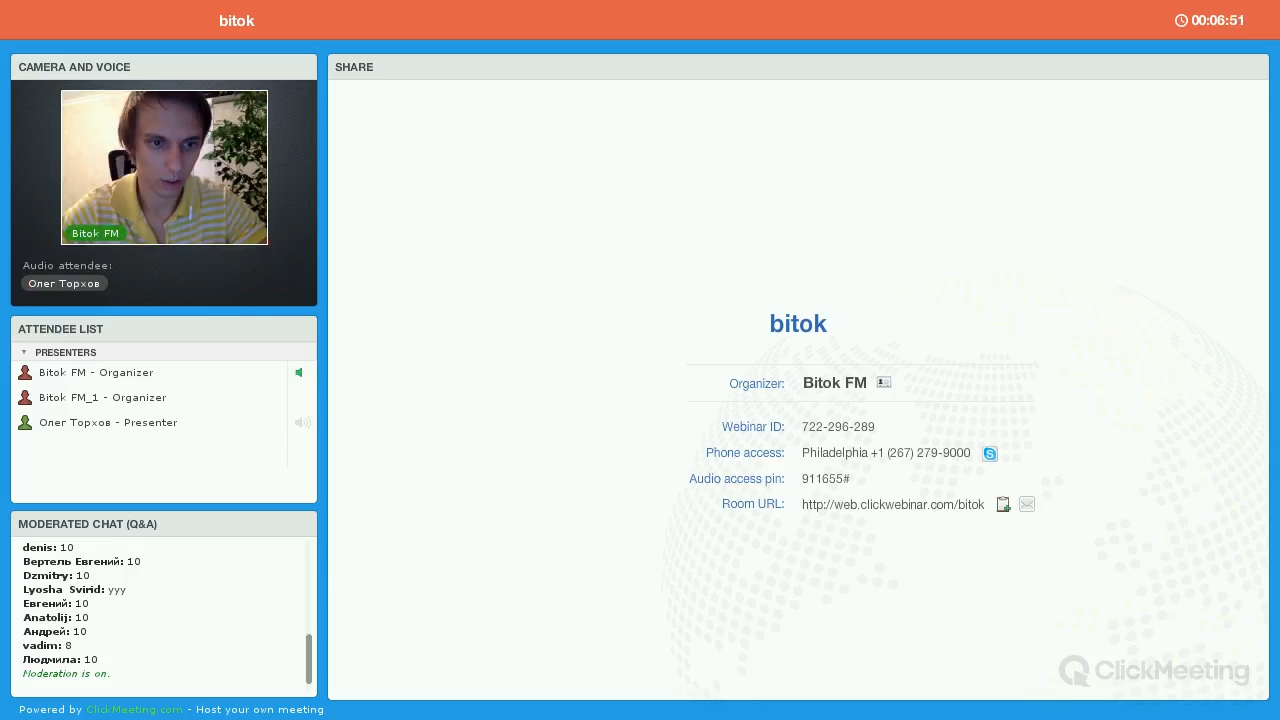 bitok
00:06:51
CAMERA AND VOICE
Bitok FM
Audio attendee:
Олег Торхов
ATTENDEE LIST
PRESENTERS
Bitok FM - Organizer
Bitok FM_1 - Organizer
Олег Торхов - Presenter
MODERATED CHAT (Q&A)
denis: 10
Вертель Евгений: 10
Dzmitry: 10
Lyosha Svirid: yyy
Евгений: 10
Anatolij: 10
Андрей: 10
vadim: 8
Людмила: 10
Moderation is on.
Powered by ClickMeeting.com - Host your own meeting
SHARE
bitok
Organizer: Bitok FM
Webinar ID: 722-296-289
Phone access: Philadelphia +1 (267) 279-9000
Audio access pin: 911655#
Room URL: http://web.clickwebinar.com/bitok
ClickMeeting